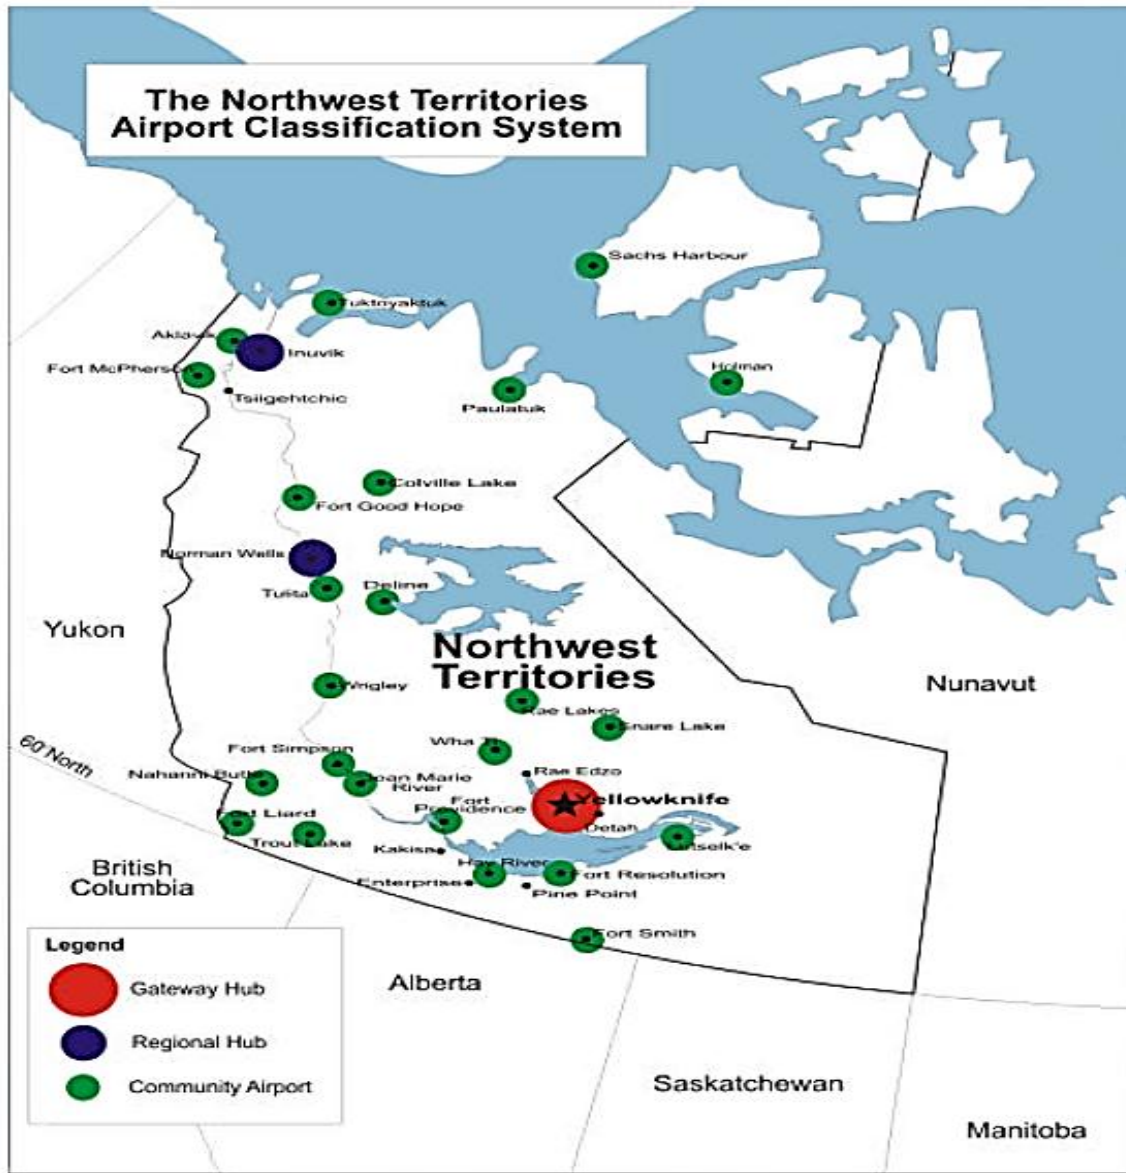 The Northwest Territories
Airport Classification System
Sachs Harbour
Tuktoyaktuk
Aklavik
Inuvik
Fort McPherson
Tsiigehtchic
Holman
Paulatuk
Colville Lake
Fort Good Hope
Norman Wells
Tulita
Deline
Yukon
Northwest
Territories
Nunavut
Wrigley
Rae Lakes
Snare Lake
Wha Ti
60 North
Fort Simpson
Rae Edzo
Nahanni Butte
Jean Marie
River
Fort
Providence
Yellowknife
Detah
Fort Liard
Trout Lake
Kakisa
Lutselk'e
Hay River
Enterprise
Fort Resolution
Pine Point
British
Columbia
Fort Smith
Alberta
Saskatchewan
Manitoba
Legend
Gateway Hub
Regional Hub
Community Airport